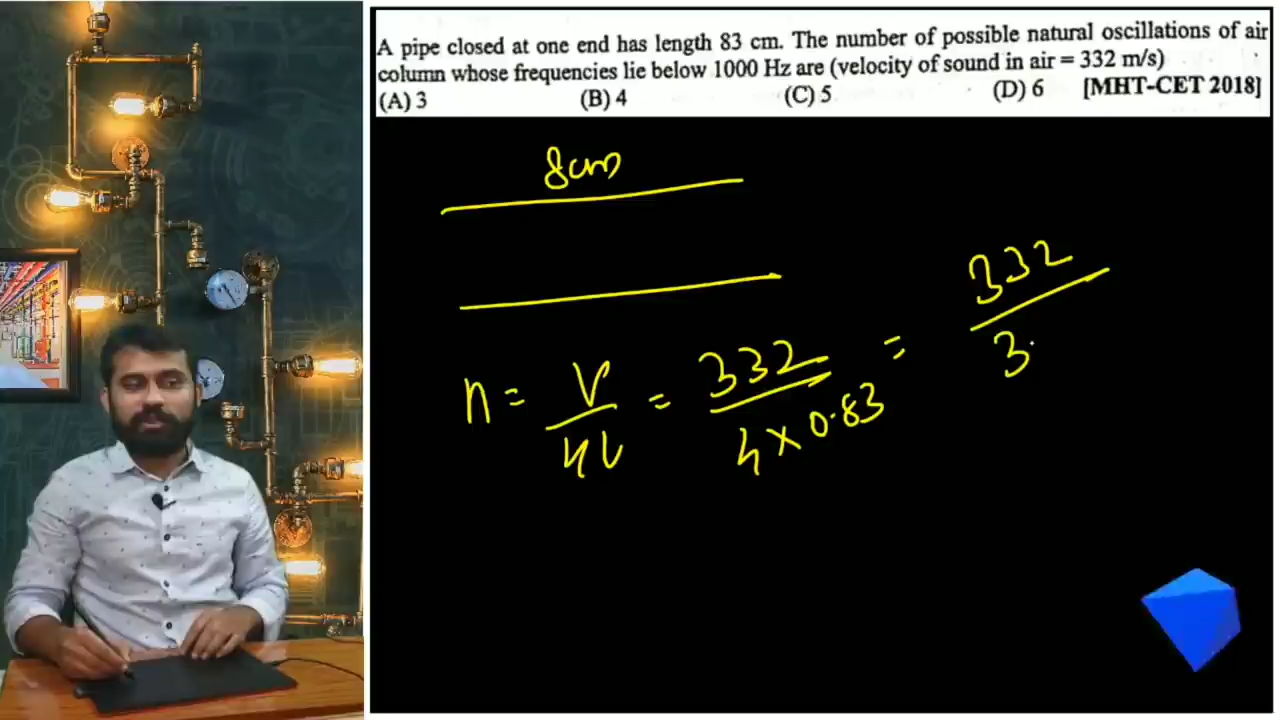 A pipe closed at one end has length 83 cm. The number of possible natural oscillations of air
column whose frequencies lie below 1000 Hz are (velocity of sound in air = 332 m/s)
(A) 3 (B) 4 (C) 5 (D) 6 [MHT-CET 2018]
8cm
n = V/4L = 332/4×0.83 = 332/3.